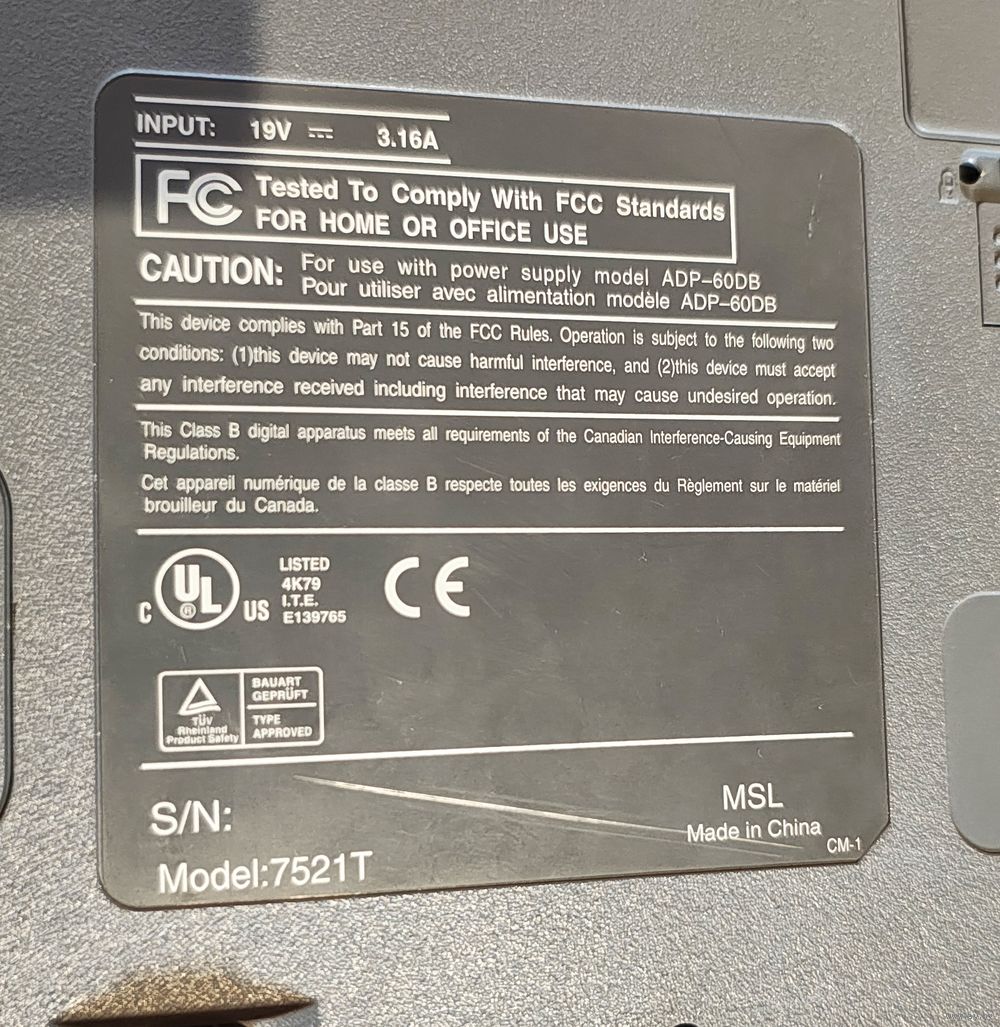 INPUT: 19V ⎓ 3.16A
FC Tested To Comply With FCC Standards
FOR HOME OR OFFICE USE
CAUTION: For use with power supply model ADP-60DB
Pour utiliser avec alimentation modèle ADP-60DB
This device complies with Part 15 of the FCC Rules. Operation is subject to the following two
conditions: (1)this device may not cause harmful interference, and (2)this device must accept
any interference received including interference that may cause undesired operation.
This Class B digital apparatus meets all requirements of the Canadian Interference-Causing Equipment
Regulations.
Cet appareil numérique de la classe B respecte toutes les exigences du Règlement sur le matériel
brouilleur du Canada.
C UL ® US
LISTED
4K79
I.T.E.
E139765
CE
TÜV
Rheinland
Product Safety
BAUART
GEPRÜFT
TYPE
APPROVED
S/N:
Model:7521T
MSL
Made in China
CM-1